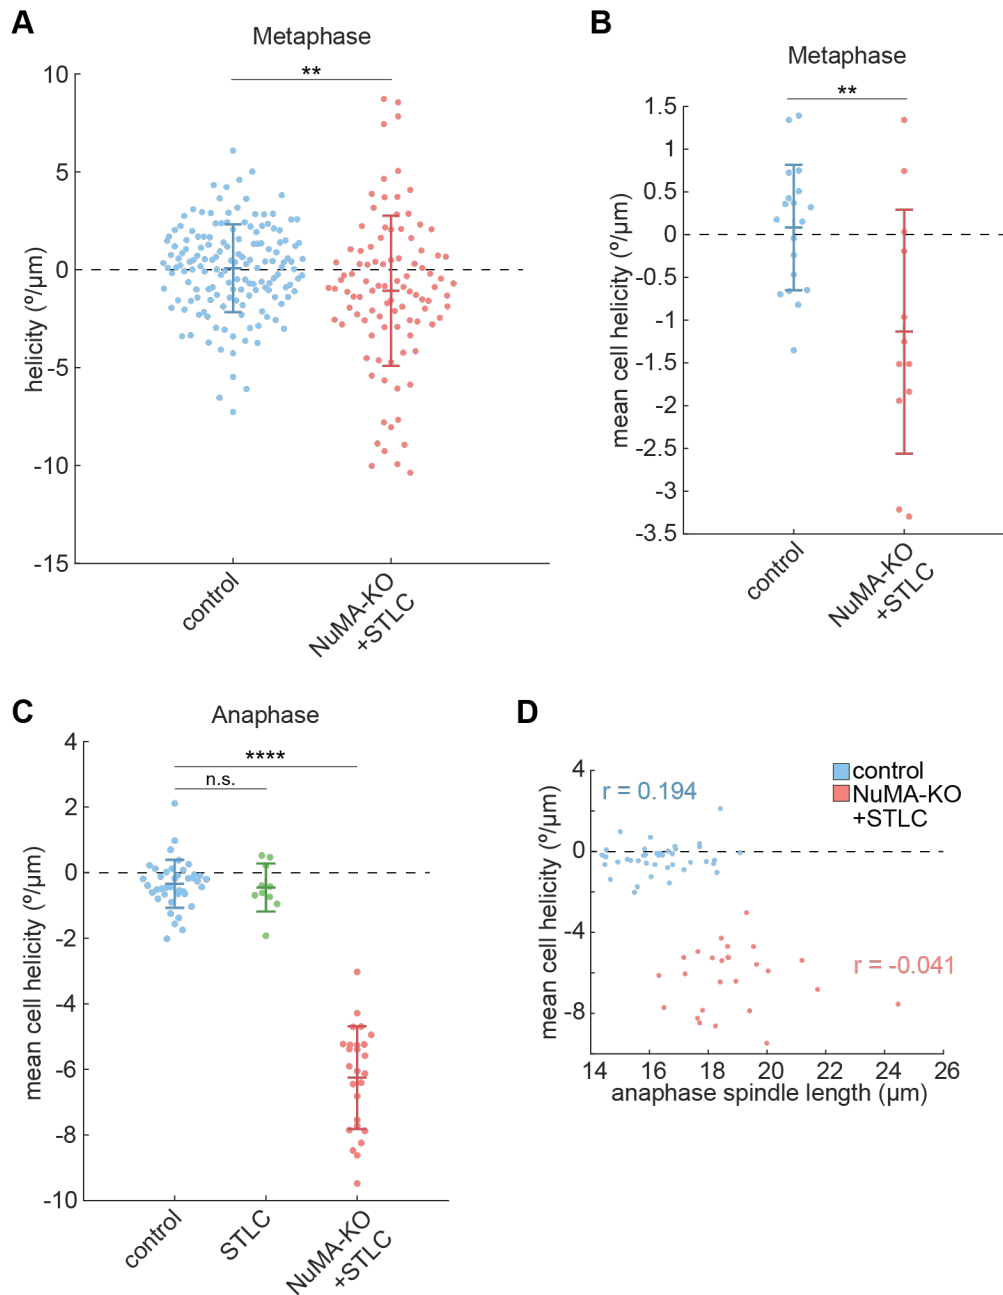 A
Metaphase
**
10
5
0
-5
-10
-15
helicity (º/µm)
control
NuMA-KO
+STLC
B
Metaphase
**
1.5
1
0.5
0
-0.5
-1
-1.5
-2
-2.5
-3
-3.5
mean cell helicity (º/µm)
control
NuMA-KO
+STLC
C
Anaphase
****
n.s.
4
2
0
-2
-4
-6
-8
-10
mean cell helicity (º/µm)
control
STLC
NuMA-KO
+STLC
D
control
NuMA-KO
+STLC
r = 0.194
r = -0.041
4
0
-4
-8
mean cell helicity (º/µm)
14 16 18 20 22 24 26
anaphase spindle length (µm)